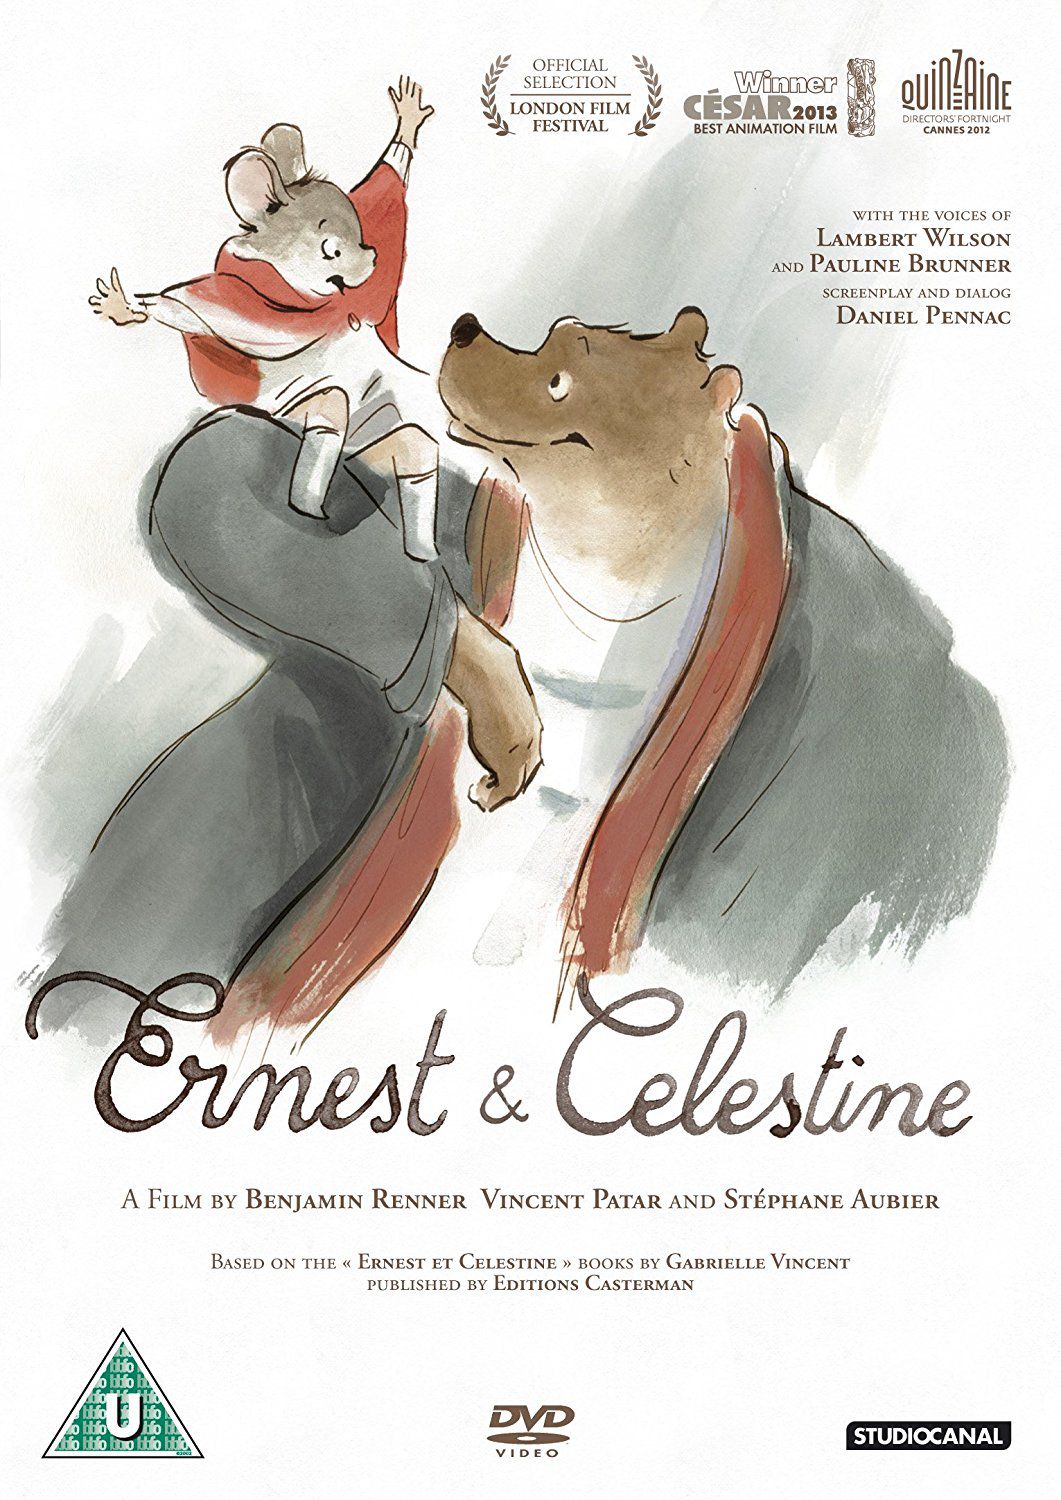 OFFICIAL
SELECTION
LONDON FILM
FESTIVAL
Winner
CÉSAR 2013
BEST ANIMATION FILM
QUINZAINE
DIRECTORS' FORTNIGHT
CANNES 2012
WITH THE VOICES OF
LAMBERT WILSON
AND PAULINE BRUNNER
SCREENPLAY AND DIALOG
DANIEL PENNAC
Ernest & Celestine
A FILM BY BENJAMIN RENNER VINCENT PATAR AND STÉPHANE AUBIER
BASED ON THE « ERNEST ET CELESTINE » BOOKS BY GABRIELLE VINCENT
PUBLISHED BY EDITIONS CASTERMAN
U
DVD
VIDEO
STUDIOCANAL